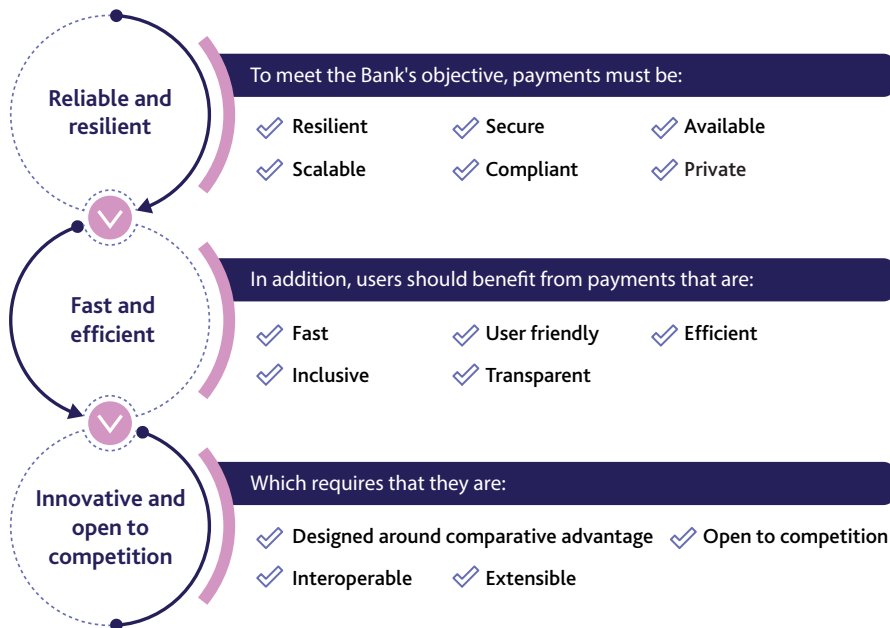 Reliable and
resilient
To meet the Bank's objective, payments must be:
Resilient
Secure
Available
Scalable
Compliant
Private
Fast and
efficient
In addition, users should benefit from payments that are:
Fast
User friendly
Efficient
Inclusive
Transparent
Innovative and
open to
competition
Which requires that they are:
Designed around comparative advantage
Open to competition
Interoperable
Extensible